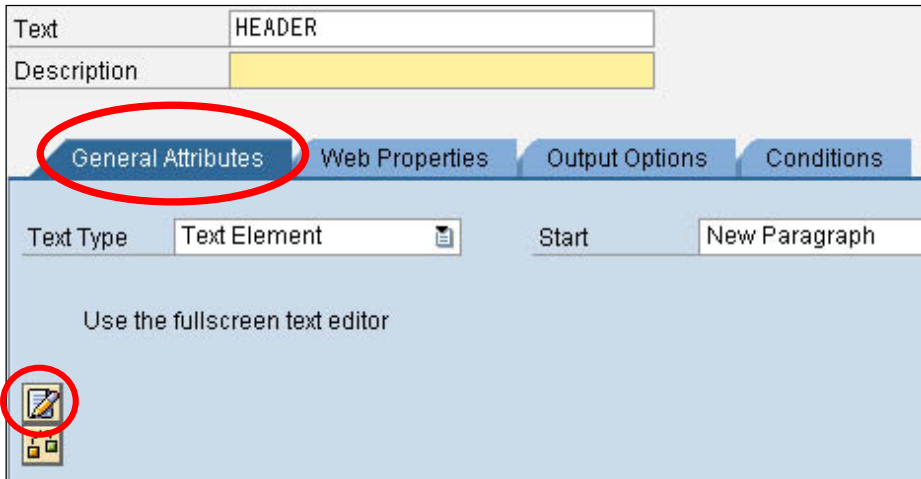 Text HEADER
Description
General Attributes Web Properties Output Options Conditions
Text Type Text Element Start New Paragraph
Use the fullscreen text editor